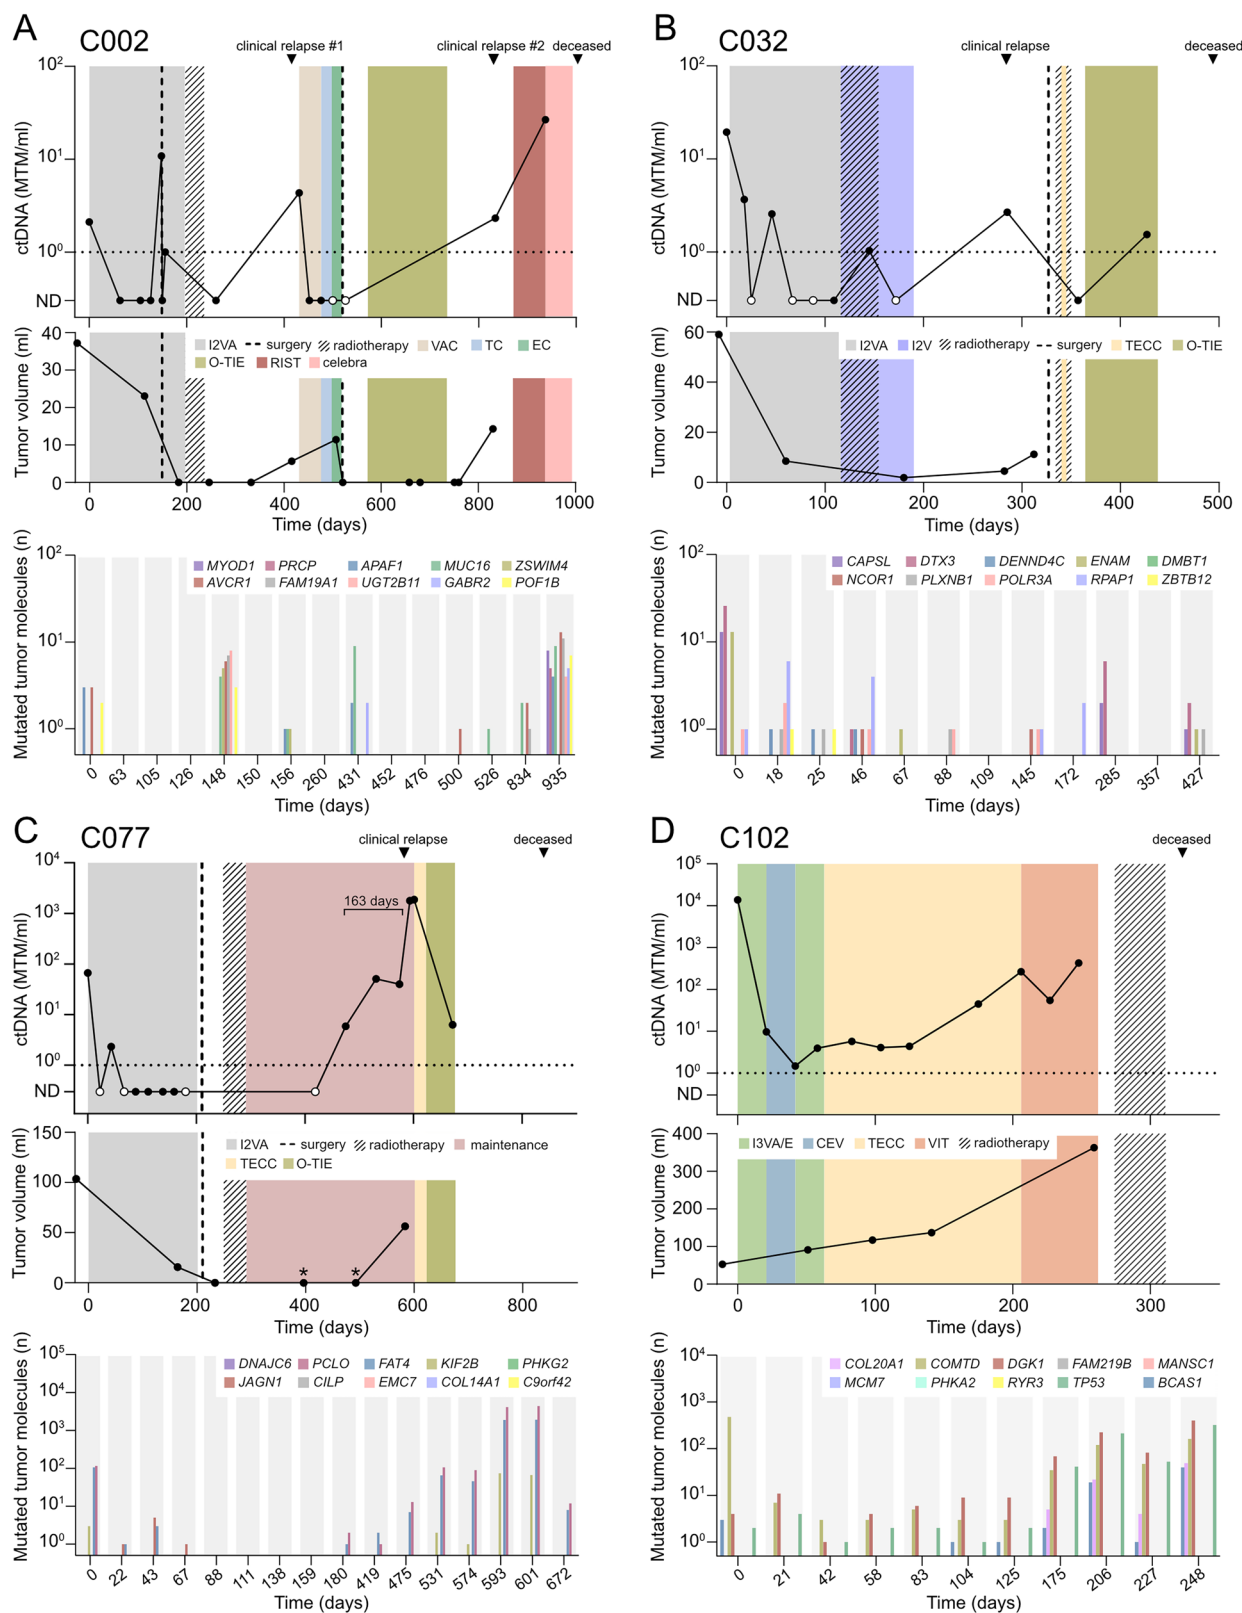 A
C002
clinical relapse #1
clinical relapse #2
deceased
ctDNA (MTM/ml)
10²
10¹
10⁰
ND
Tumor volume (ml)
40
30
20
10
0
I2VA
surgery
radiotherapy
VAC
TC
EC
O-TIE
RIST
celebra
0 200 400 600 800 1000
Time (days)
Mutated tumor molecules (n)
10²
10¹
10⁰
MYOD1 PRCP APAF1 MUC16 ZSWIM4
AVCR1 FAM19A1 UGT2B11 GABR2 POF1B
0 63 105 126 148 150 156 260 431 452 476 500 526 834 935
Time (days)
B
C032
clinical relapse
deceased
ctDNA (MTM/ml)
10²
10¹
10⁰
ND
Tumor volume (ml)
60
40
20
0
I2VA I2V radiotherapy surgery TECC O-TIE
0 100 200 300 400 500
Time (days)
Mutated tumor molecules (n)
10²
10¹
10⁰
CAPSL DTX3 DENND4C ENAM DMBT1
NCOR1 PLXNB1 POLR3A RPAP1 ZBTB12
0 18 25 46 67 88 109 145 172 285 357 427
Time (days)
C
C077
clinical relapse
deceased
163 days
ctDNA (MTM/ml)
10⁴
10³
10²
10¹
10⁰
ND
Tumor volume (ml)
150
100
50
0
I2VA surgery radiotherapy maintenance
TECC O-TIE
* *
0 200 400 600 800
Time (days)
Mutated tumor molecules (n)
10⁵
10⁴
10³
10²
10¹
10⁰
DNAJC6 PCLO FAT4 KIF2B PHKG2
JAGN1 CILP EMC7 COL14A1 C9orf42
0 22 43 67 88 111 138 159 180 419 475 531 574 593 601 672
Time (days)
D
C102
deceased
ctDNA (MTM/ml)
10⁵
10⁴
10³
10²
10¹
10⁰
ND
Tumor volume (ml)
400
300
200
100
0
I3VA/E CEV TECC VIT radiotherapy
0 100 200 300
Time (days)
Mutated tumor molecules (n)
10⁴
10³
10²
10¹
10⁰
COL20A1 COMTD DGK1 FAM219B MANSC1
MCM7 PHKA2 RYR3 TP53 BCAS1
0 21 42 58 83 104 125 175 206 227 248
Time (days)